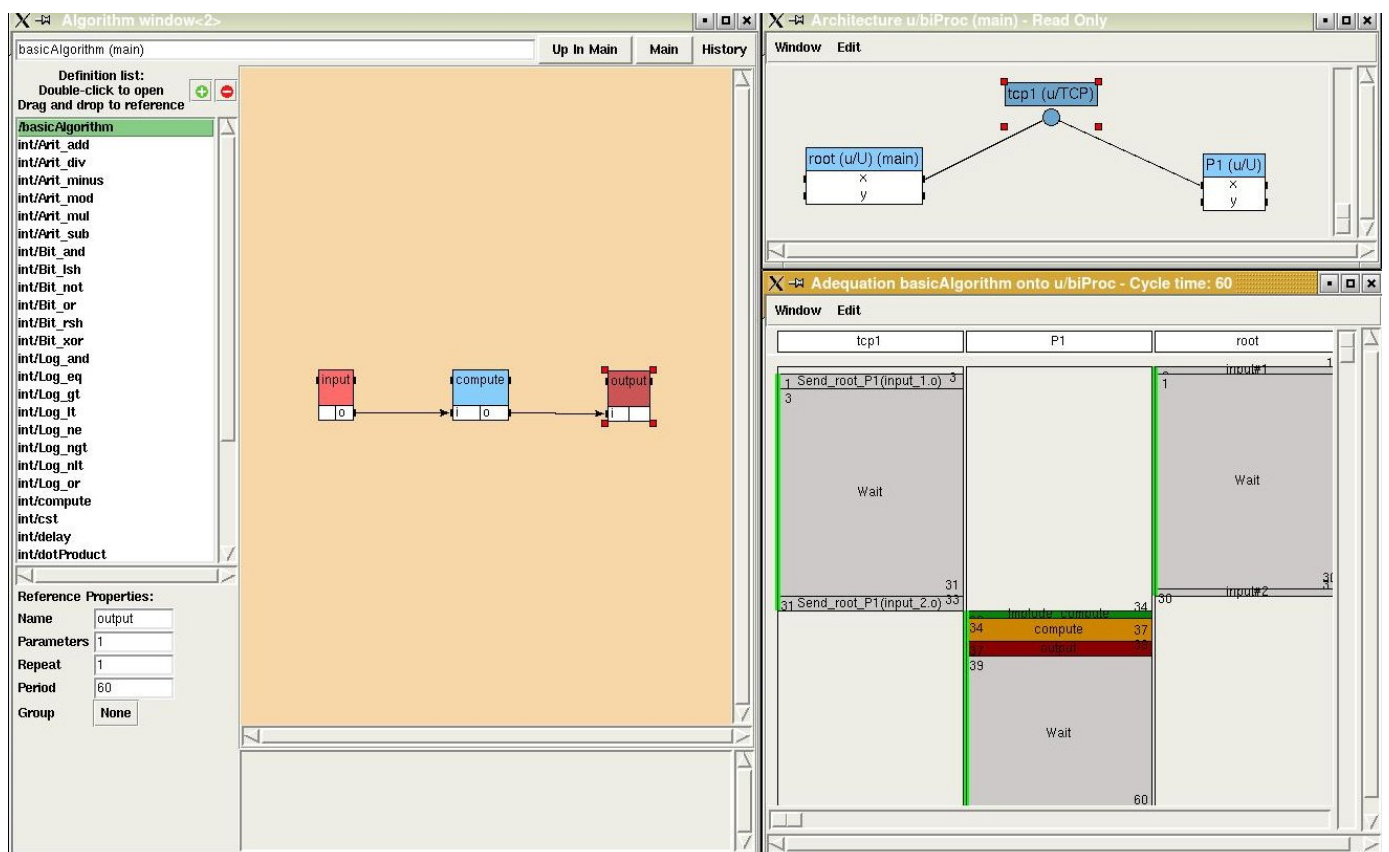 Algorithm window<2>
basicAlgorithm (main)
Up In Main
Main
History
Definition list:
Double-click to open
Drag and drop to reference
/basicAlgorithm
int/Arit_add
int/Arit_div
int/Arit_minus
int/Arit_mod
int/Arit_mul
int/Arit_sub
int/Bit_and
int/Bit_lsh
int/Bit_not
int/Bit_or
int/Bit_rsh
int/Bit_xor
int/Log_and
int/Log_eq
int/Log_gt
int/Log_lt
int/Log_ne
int/Log_ngt
int/Log_nlt
int/Log_or
int/compute
int/cst
int/delay
int/dotProduct
Reference Properties:
Name output
Parameters 1
Repeat 1
Period 60
Group None
input
o
compute
i o
output
i
Architecture u/biProc (main) - Read Only
Window Edit
tcp1 (u/TCP)
root (u/U) (main)
x
y
P1 (u/U)
x
y
Adequation basicAlgorithm onto u/biProc - Cycle time: 60
Window Edit
tcp1 P1 root
1 Send_root_P1(input_1.o) 3
3
Wait
31
31 Send_root_P1(input_2.o) 33
Implode_compute 34
34 compute 37
37 output
39
Wait
60
input#1 1
1
Wait
30
input#2
30